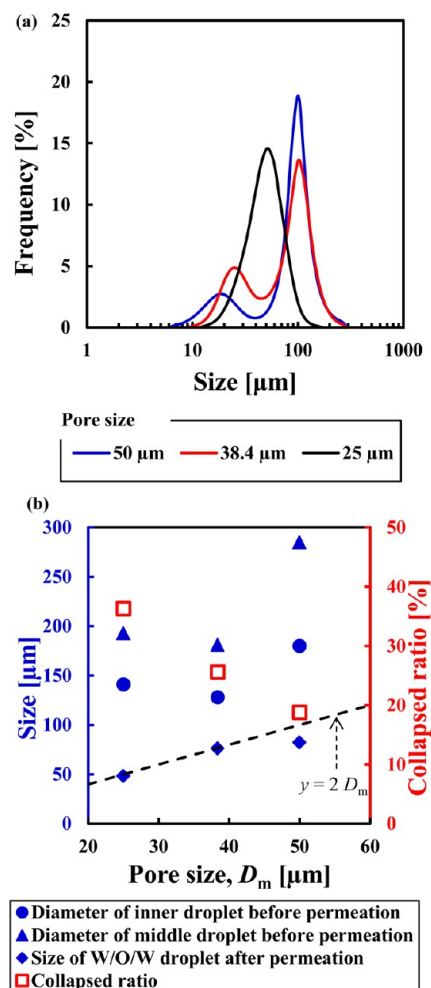 (a)
25
20
15
10
5
0
Frequency [%]
1 10 100 1000
Size [µm]
Pore size
50 µm 38.4 µm 25 µm
(b)
300
250
200
150
100
50
0
Size [µm]
50
40
30
20
10
0
Collapsed ratio [%]
y = 2 Dm
20 30 40 50 60
Pore size, Dm [µm]
Diameter of inner droplet before permeation
Diameter of middle droplet before permeation
Size of W/O/W droplet after permeation
Collapsed ratio